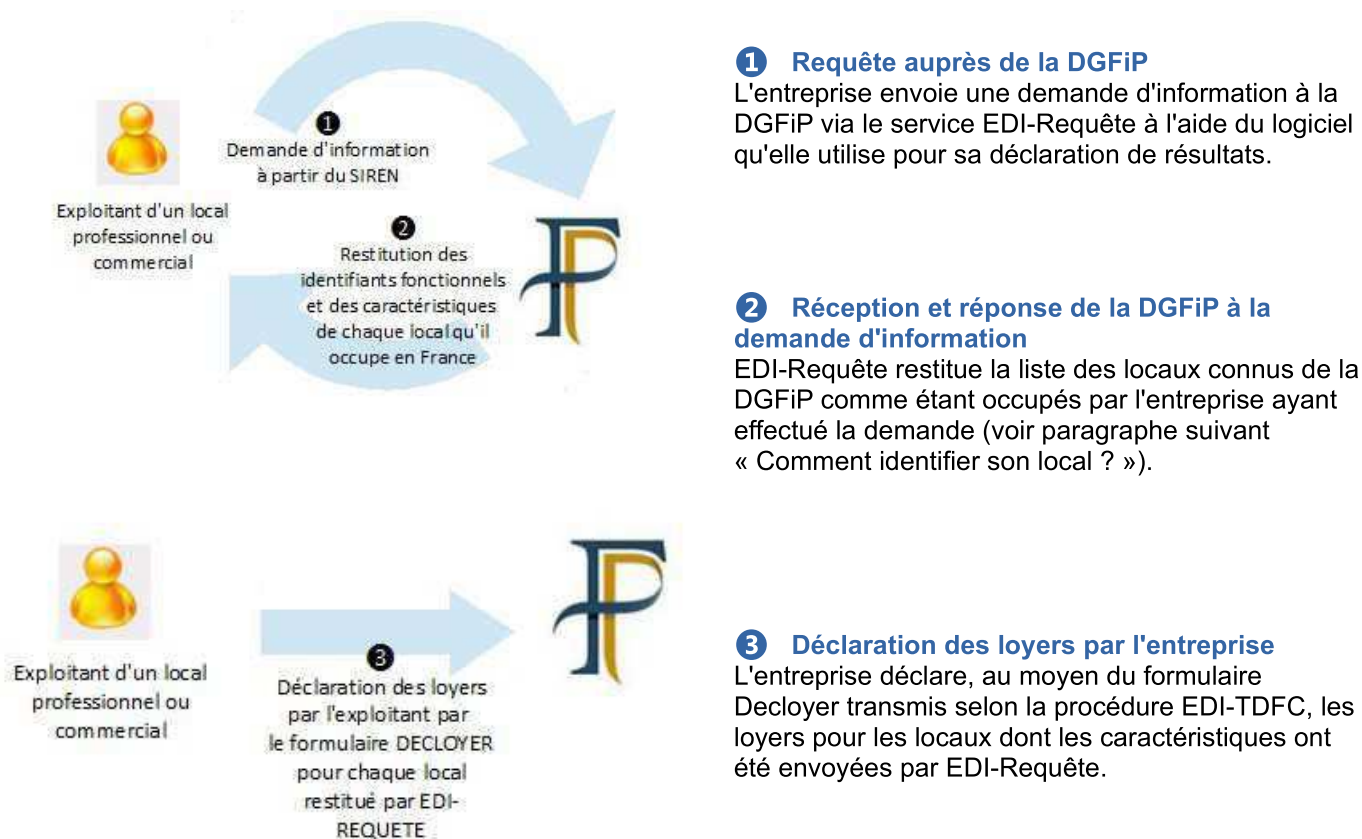 ❶
Demande d'information
à partir du SIREN
Exploitant d'un local
professionnel ou
commercial
❷
Restitution des
identifiants fonctionnels
et des caractéristiques
de chaque local qu'il
occupe en France
❶ Requête auprès de la DGFiP
L'entreprise envoie une demande d'information à la
DGFiP via le service EDI-Requête à l'aide du logiciel
qu'elle utilise pour sa déclaration de résultats.
❷ Réception et réponse de la DGFiP à la
demande d'information
EDI-Requête restitue la liste des locaux connus de la
DGFiP comme étant occupés par l'entreprise ayant
effectué la demande (voir paragraphe suivant
« Comment identifier son local ? »).
Exploitant d'un local
professionnel ou
commercial
❸
Déclaration des loyers
par l'exploitant par
le formulaire DECLOYER
pour chaque local
restitué par EDI-
REQUETE
❸ Déclaration des loyers par l'entreprise
L'entreprise déclare, au moyen du formulaire
Decloyer transmis selon la procédure EDI-TDFC, les
loyers pour les locaux dont les caractéristiques ont
été envoyées par EDI-Requête.